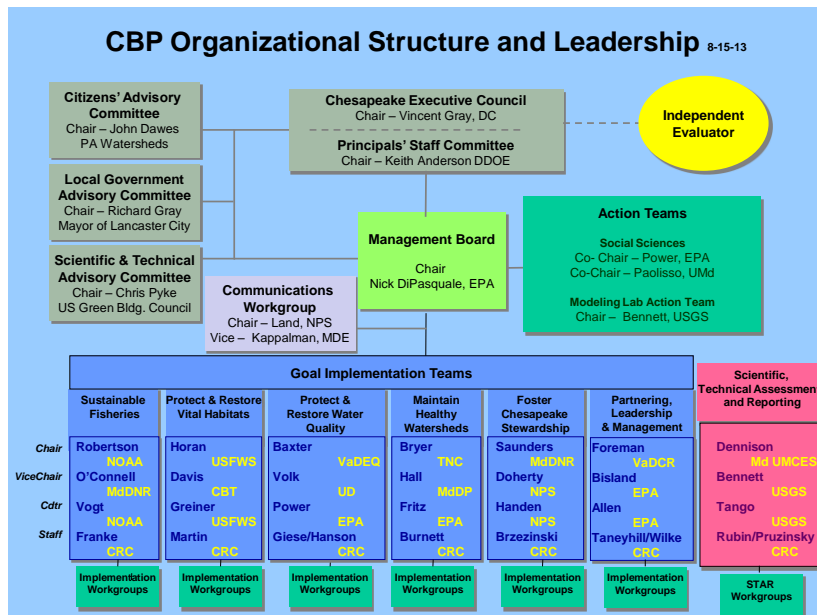 CBP Organizational Structure and Leadership 8-15-13
Citizens' Advisory
Committee
Chair – John Dawes
PA Watersheds
Chesapeake Executive Council
Chair – Vincent Gray, DC
Principals' Staff Committee
Chair – Keith Anderson DDOE
Independent
Evaluator
Local Government
Advisory Committee
Chair – Richard Gray
Mayor of Lancaster City
Scientific & Technical
Advisory Committee
Chair – Chris Pyke
US Green Bldg. Council
Management Board
Chair
Nick DiPasquale, EPA
Action Teams
Social Sciences
Co- Chair – Power, EPA
Co-Chair – Paolisso, UMd
Modeling Lab Action Team
Chair – Bennett, USGS
Communications
Workgroup
Chair – Land, NPS
Vice – Kappalman, MDE
Goal Implementation Teams
Sustainable
Fisheries
Protect & Restore
Vital Habitats
Protect &
Restore Water
Quality
Maintain
Healthy
Watersheds
Foster
Chesapeake
Stewardship
Partnering,
Leadership
& Management
Scientific,
Technical Assessment
and Reporting
Chair
ViceChair
Cdtr
Staff
Robertson
NOAA
O'Connell
MdDNR
Vogt
NOAA
Franke
CRC
Horan
USFWS
Davis
CBT
Greiner
USFWS
Martin
CRC
Baxter
VaDEQ
Volk
UD
Power
EPA
Giese/Hanson
CRC
Bryer
TNC
Hall
MdDP
Fritz
EPA
Burnett
CRC
Saunders
MdDNR
Doherty
NPS
Handen
NPS
Brzezinski
CRC
Foreman
VaDCR
Bisland
EPA
Allen
EPA
Taneyhill/Wilke
CRC
Dennison
Md UMCES
Bennett
USGS
Tango
USGS
Rubin/Pruzinsky
CRC
Implementation
Workgroups
Implementation
Workgroups
Implementation
Workgroups
Implementation
Workgroups
Implementation
Workgroups
Implementation
Workgroups
STAR
Workgroups